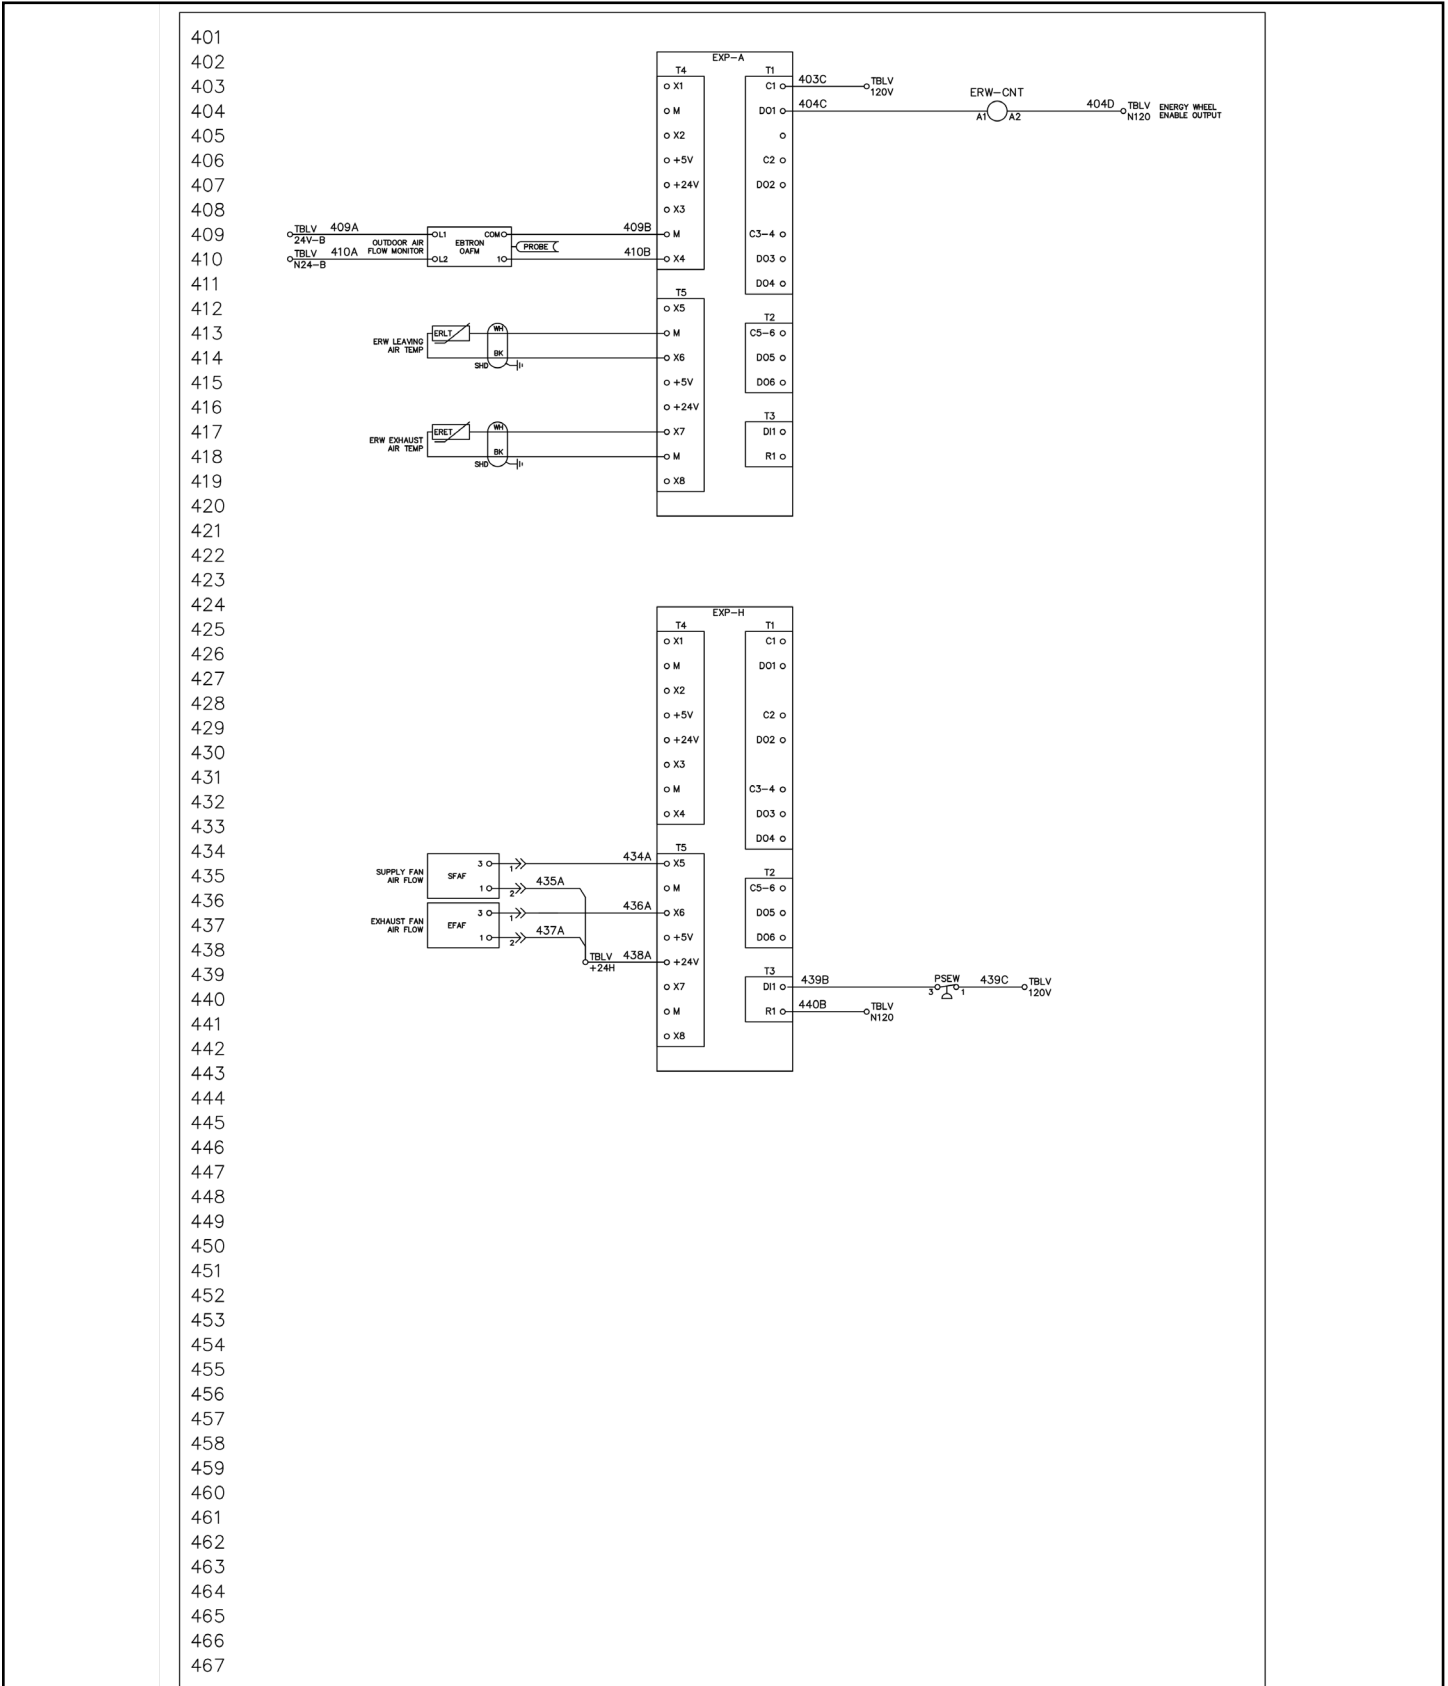 401
402
EXP-A
T4 T1
403 X1 C1 403C TBLV
120V
ERW-CNT
404 M DO1 404C A1 A2 404D TBLV
N120
ENERGY WHEEL
ENABLE OUTPUT
405 X2
406 +5V C2
407 +24V DO2
408 X3
409 TBLV 409A L1 COM 409B M C3-4
24V-B
OUTDOOR AIR
FLOW MONITOR
EBTRON
OAFM
PROBE
410 TBLV 410A L2 1 410B X4 DO3
N24-B
411 DO4
T5
412 X5
T2
413 ERLT WH M C5-6
ERW LEAVING
AIR TEMP
414 BK X6 DO5
SHD
415 +5V DO6
416 +24V
T3
417 ERET WH X7 DI1
ERW EXHAUST
AIR TEMP
418 BK M R1
SHD
419 X8
420
421
422
423
424
EXP-H
425 T4 T1
X1 C1
426
M DO1
427
X2
428
+5V C2
429
+24V DO2
430
X3
431
M C3-4
432
X4 DO3
433
DO4
434 T5
3 1 434A X5
SUPPLY FAN
AIR FLOW
SFAF
435
T2
1 2 435A M C5-6
436
3 1 436A X6 DO5
EXHAUST FAN
AIR FLOW
EFAF
437
1 2 437A +5V DO6
438
TBLV 438A +24V
+24H
439 T3
X7 DI1 439B PSEW 439C TBLV
3 1 120V
440
M R1 440B TBLV
N120
441
X8
442
443
444
445
446
447
448
449
450
451
452
453
454
455
456
457
458
459
460
461
462
463
464
465
466
467